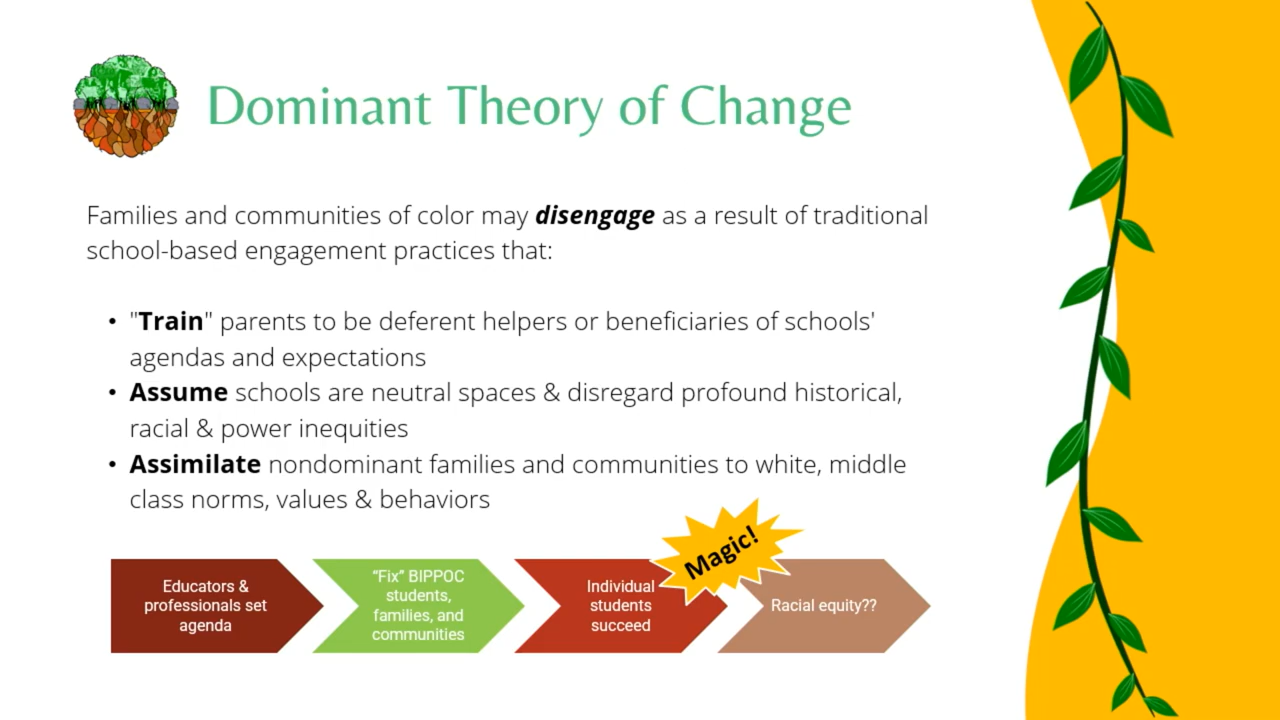 Dominant Theory of Change
Families and communities of color may disengage as a result of traditional
school-based engagement practices that:
• "Train" parents to be deferent helpers or beneficiaries of schools'
agendas and expectations
• Assume schools are neutral spaces & disregard profound historical,
racial & power inequities
• Assimilate nondominant families and communities to white, middle
class norms, values & behaviors
Magic!
Educators &
professionals set
agenda
“Fix” BIPPOC
students,
families, and
communities
Individual
students
succeed
Racial equity??